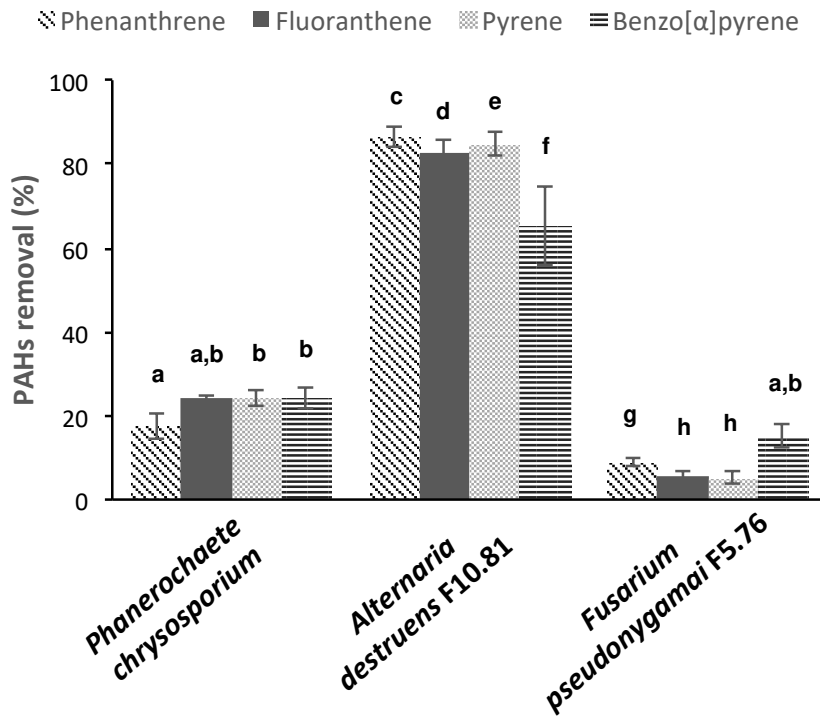 Phenanthrene Fluoranthene Pyrene Benzo[α]pyrene
PAHs removal (%)
100
80
60
40
20
0
a
a,b
b
b
c
d
e
f
g
h
h
a,b
Phanerochaete
chrysosporium
Alternaria
destruens F10.81
Fusarium
pseudonygamai F5.76